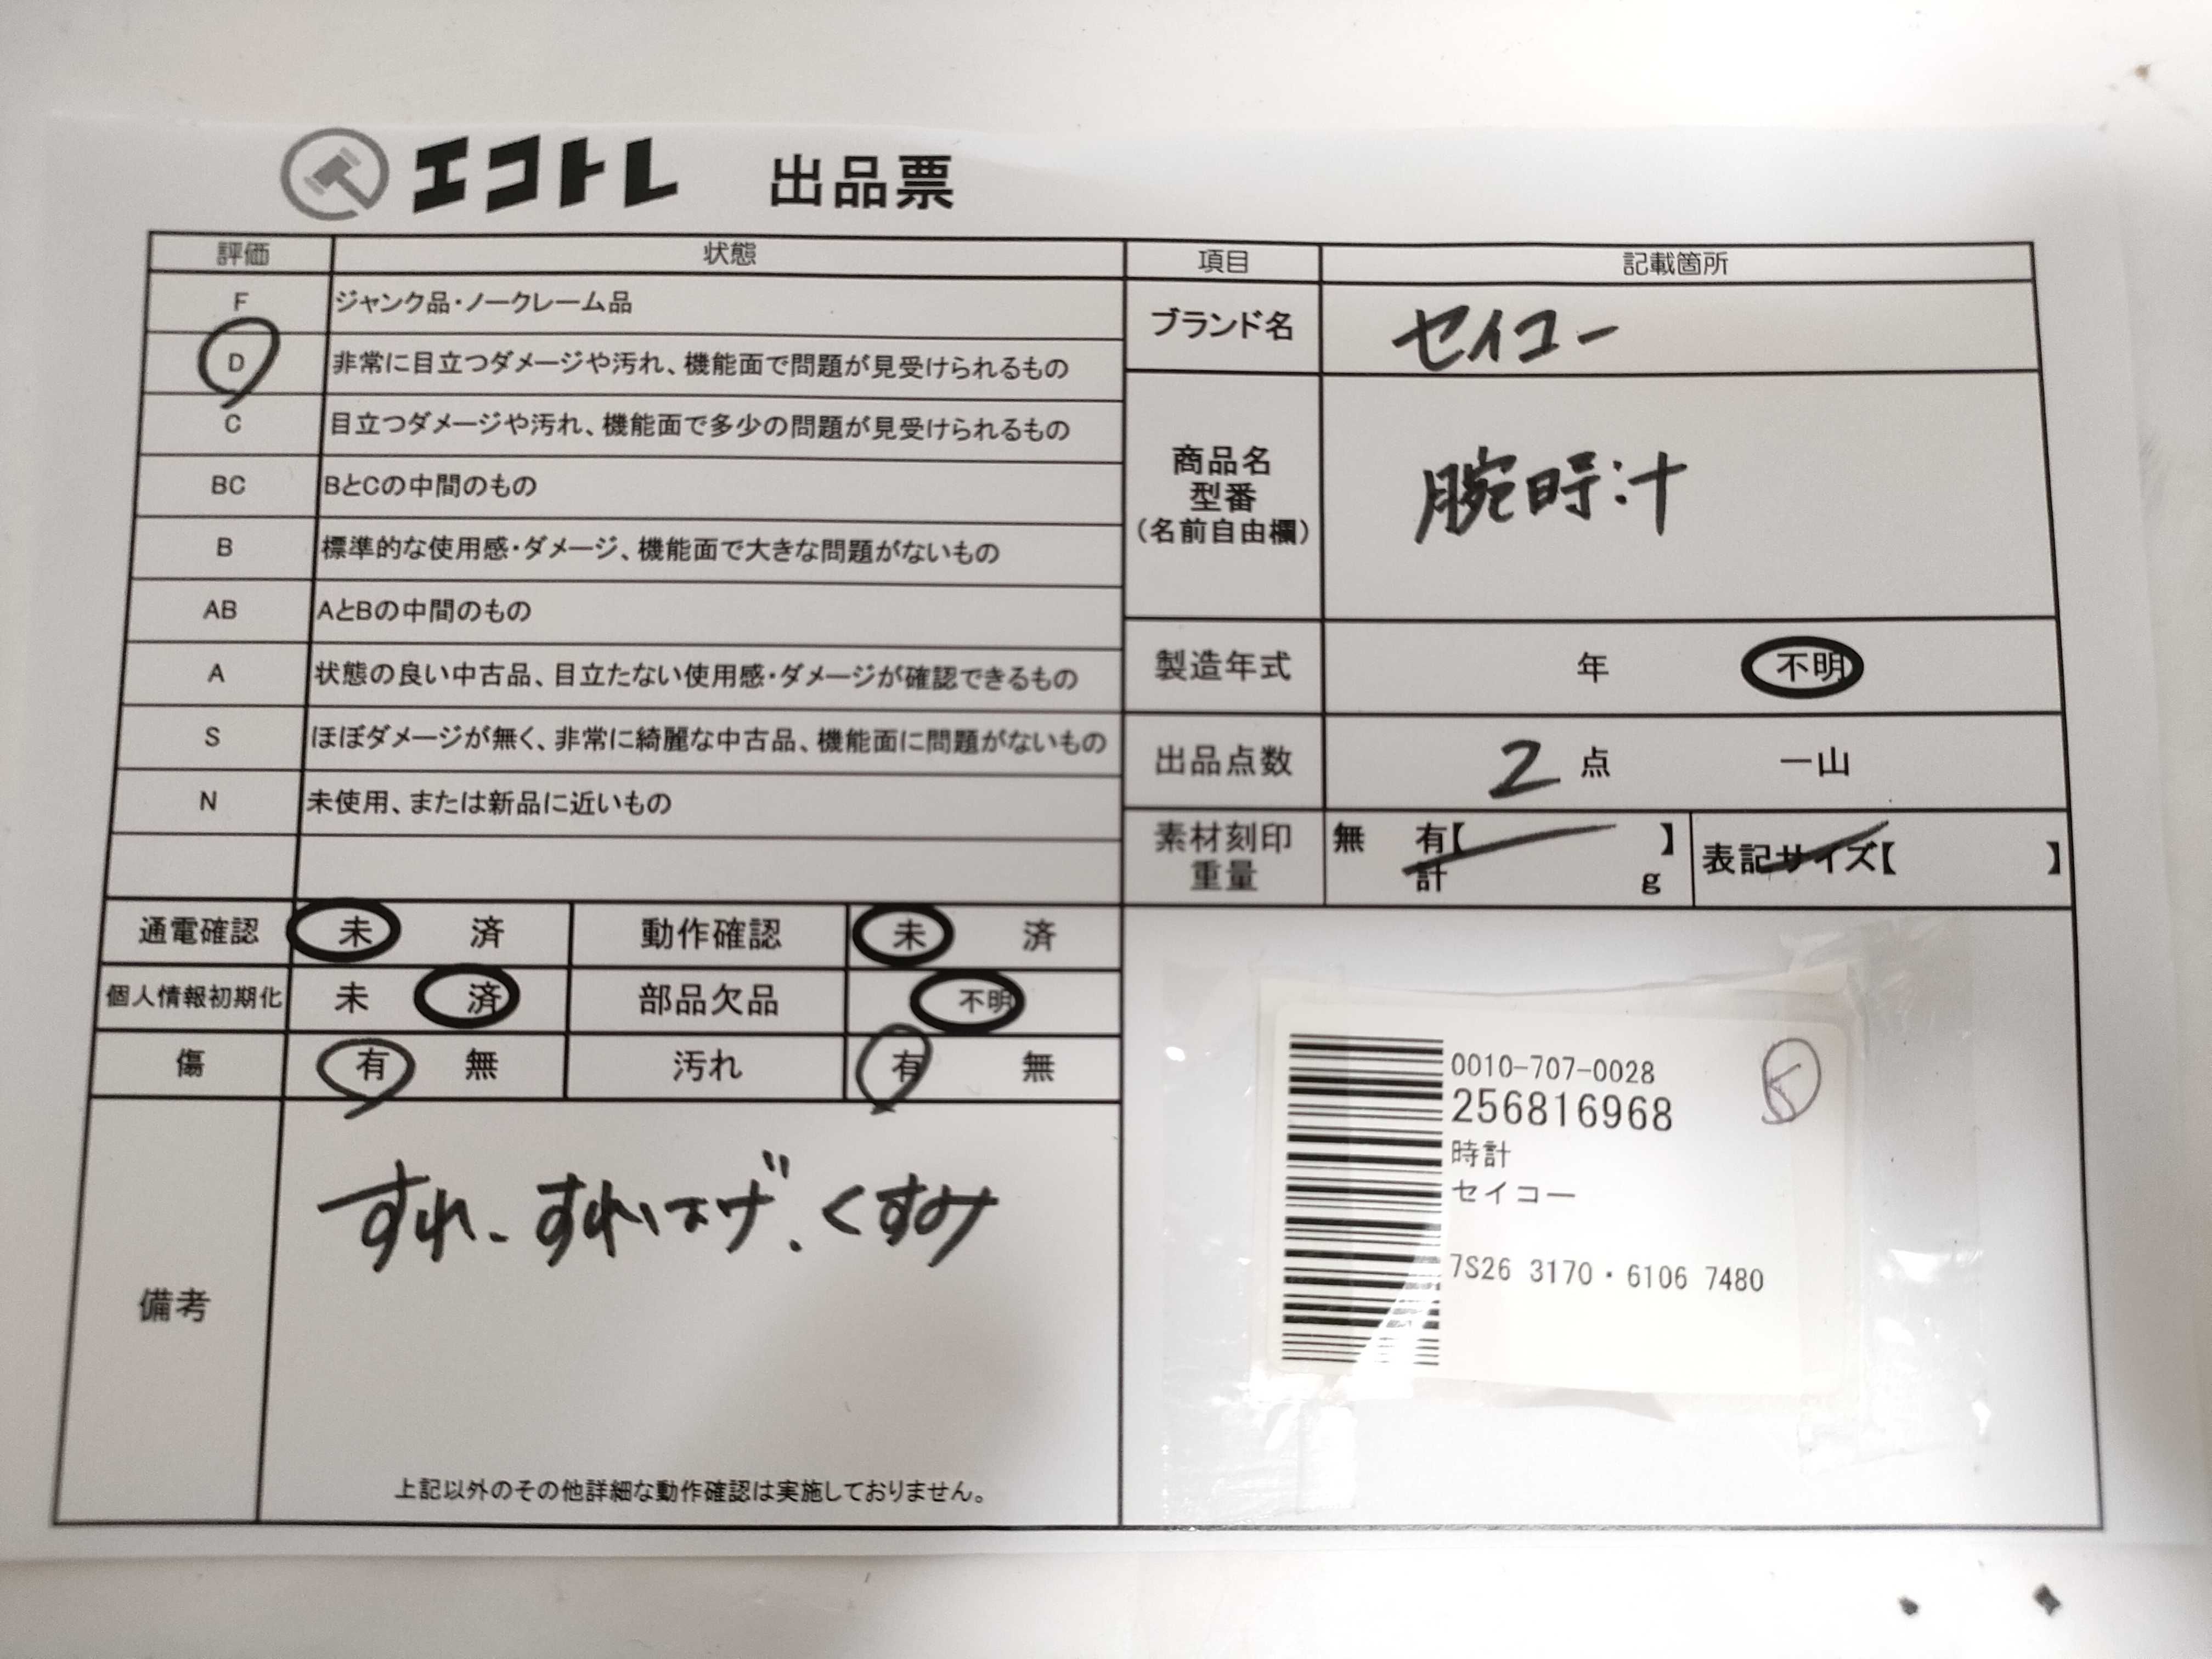 エコトレ 出品票
評価 状態
F ジャンク品・ノークレーム品
D 非常に目立つダメージや汚れ、機能面で問題が見受けられるもの
C 目立つダメージや汚れ、機能面で多少の問題が見受けられるもの
BC BとCの中間のもの
B 標準的な使用感・ダメージ、機能面で大きな問題がないもの
AB AとBの中間のもの
A 状態の良い中古品、目立たない使用感・ダメージが確認できるもの
S ほぼダメージが無く、非常に綺麗な中古品、機能面に問題がないもの
N 未使用、または新品に近いもの
通電確認 未 済 動作確認 未 済
個人情報初期化 未 済 部品欠品 不明
傷 有 無 汚れ 有 無
備考
すれ、すれはげ、くすみ
上記以外のその他詳細な動作確認は実施しておりません。
項目 記載箇所
ブランド名 セイコー
商品名
型番
(名前自由欄)
腕時計
製造年式 年 不明
出品点数 2 点 一山
素材刻印 無 有【 】
重量 計 g
表記サイズ【 】
0010-707-0028
256816968
時計
セイコー
7S26 3170・6106 7480